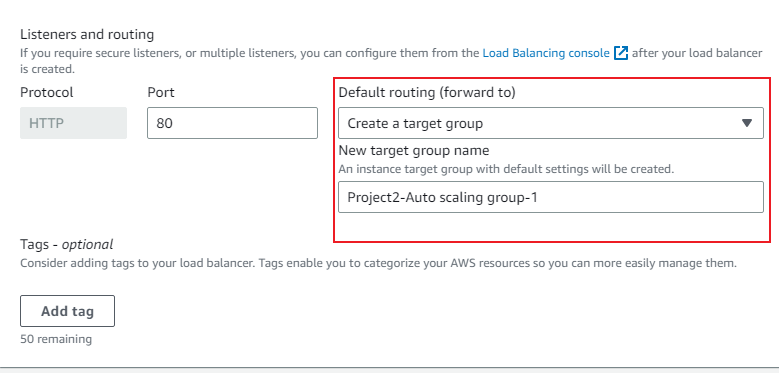 Listeners and routing
If you require secure listeners, or multiple listeners, you can configure them from the Load Balancing console after your load balancer
is created.
Protocol
Port
Default routing (forward to)
HTTP
80
Create a target group
New target group name
An instance target group with default settings will be created.
Project2-Auto scaling group-1
Tags - optional
Consider adding tags to your load balancer. Tags enable you to categorize your AWS resources so you can more easily manage them.
Add tag
50 remaining